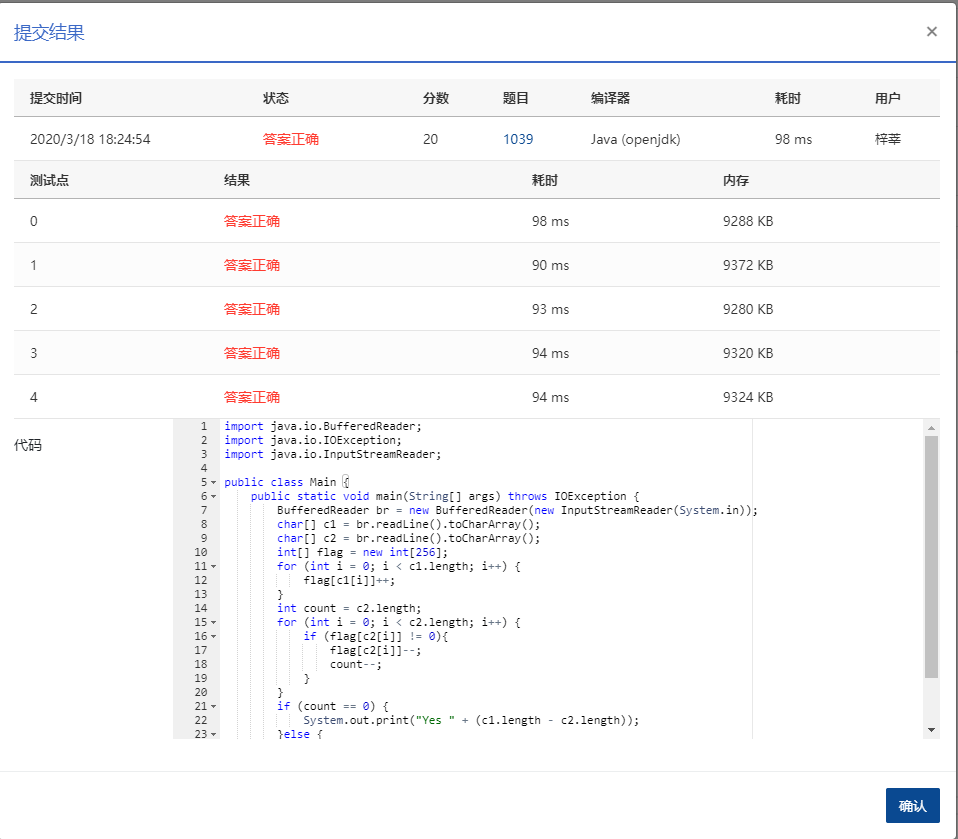 提交结果
×
提交时间 状态 分数 题目 编译器 耗时 用户
2020/3/18 18:24:54 答案正确 20 1039 Java (openjdk) 98 ms 梓莘
测试点 结果 耗时 内存
0 答案正确 98 ms 9288 KB
1 答案正确 90 ms 9372 KB
2 答案正确 93 ms 9280 KB
3 答案正确 94 ms 9320 KB
4 答案正确 94 ms 9324 KB
代码
1 import java.io.BufferedReader;
2 import java.io.IOException;
3 import java.io.InputStreamReader;
4
5 public class Main {
6 public static void main(String[] args) throws IOException {
7 BufferedReader br = new BufferedReader(new InputStreamReader(System.in));
8 char[] c1 = br.readLine().toCharArray();
9 char[] c2 = br.readLine().toCharArray();
10 int[] flag = new int[256];
11 for (int i = 0; i < c1.length; i++) {
12 flag[c1[i]]++;
13 }
14 int count = c2.length;
15 for (int i = 0; i < c2.length; i++) {
16 if (flag[c2[i]] != 0){
17 flag[c2[i]]--;
18 count--;
19 }
20 }
21 if (count == 0) {
22 System.out.print("Yes " + (c1.length - c2.length));
23 }else {
确认